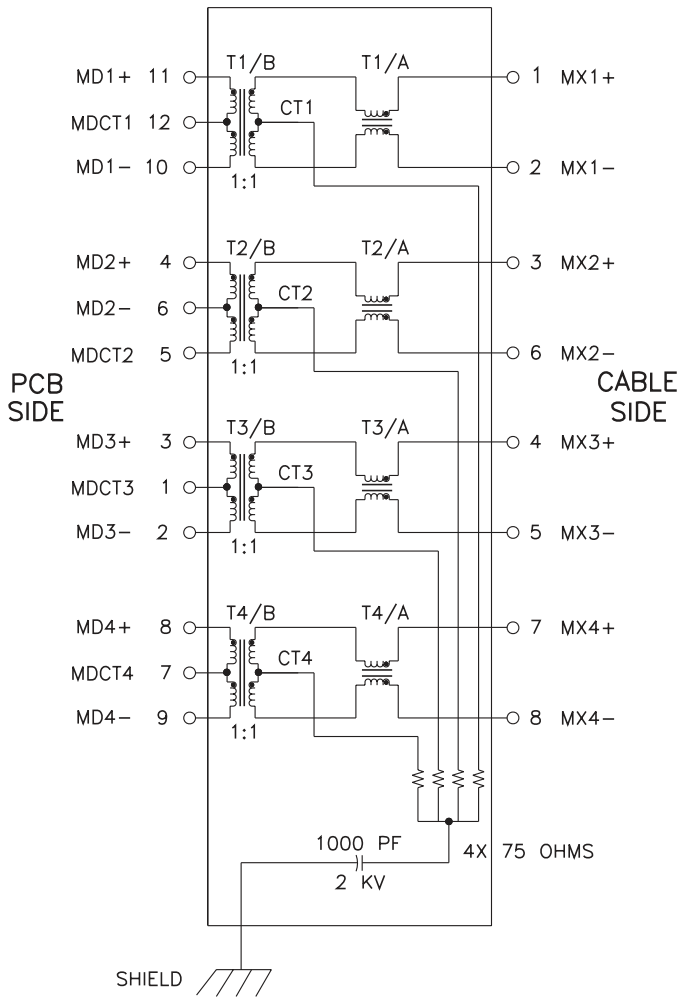 T1/B T1/A
MD1+ 11 1 MX1+
CT1
MDCT1 12
MD1- 10 2 MX1-
1:1
T2/B T2/A
MD2+ 4 3 MX2+
CT2
MD2- 6
MDCT2 5 6 MX2-
1:1
PCB SIDE
CABLE SIDE
T3/B T3/A
MD3+ 3 4 MX3+
CT3
MDCT3 1
MD3- 2 5 MX3-
1:1
T4/B T4/A
MD4+ 8 7 MX4+
CT4
MDCT4 7
MD4- 9 8 MX4-
1:1
1000 PF
4X 75 OHMS
2 KV
SHIELD